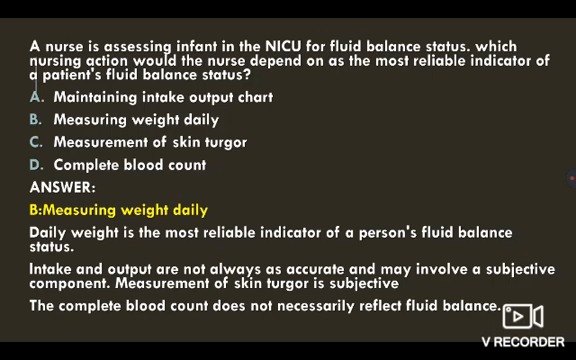 A nurse is assessing infant in the NICU for fluid balance status. which
nursing action would the nurse depend on as the most reliable indicator of
a patient's fluid balance status?
A. Maintaining intake output chart
B. Measuring weight daily
C. Measurement of skin turgor
D. Complete blood count
ANSWER:
B:Measuring weight daily
Daily weight is the most reliable indicator of a person's fluid balance
status.
Intake and output are not always as accurate and may involve a subjective
component. Measurement of skin turgor is subjective
The complete blood count does not necessarily reflect fluid balance.
V RECORDER